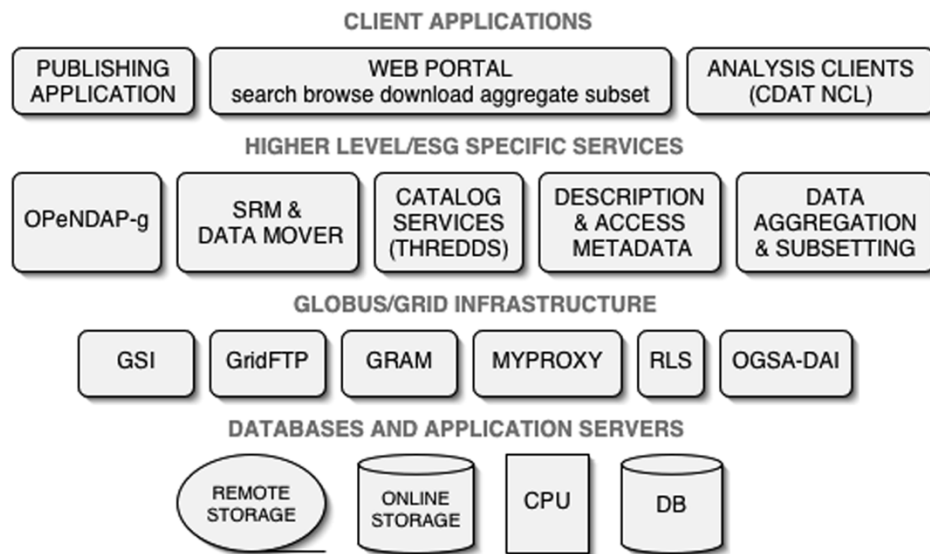 CLIENT APPLICATIONS
PUBLISHING
APPLICATION
WEB PORTAL
search browse download aggregate subset
ANALYSIS CLIENTS
(CDAT NCL)
HIGHER LEVEL/ESG SPECIFIC SERVICES
OPeNDAP-g
SRM &
DATA MOVER
CATALOG
SERVICES
(THREDDS)
DESCRIPTION
& ACCESS
METADATA
DATA
AGGREGATION
& SUBSETTING
GLOBUS/GRID INFRASTRUCTURE
GSI
GridFTP
GRAM
MYPROXY
RLS
OGSA-DAI
DATABASES AND APPLICATION SERVERS
REMOTE
STORAGE
ONLINE
STORAGE
CPU
DB